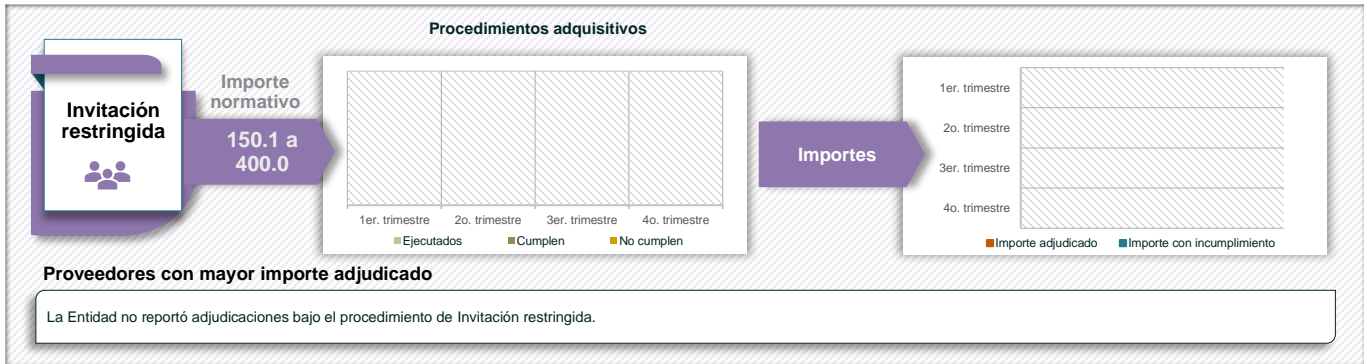 Procedimientos adquisitivos
Invitación
restringida
Importe
normativo
150.1 a
400.0
1er. trimestre 2o. trimestre 3er. trimestre 4o. trimestre
Ejecutados Cumplen No cumplen
Importes
1er. trimestre
2o. trimestre
3er. trimestre
4o. trimestre
Importe adjudicado Importe con incumplimiento
Proveedores con mayor importe adjudicado
La Entidad no reportó adjudicaciones bajo el procedimiento de Invitación restringida.